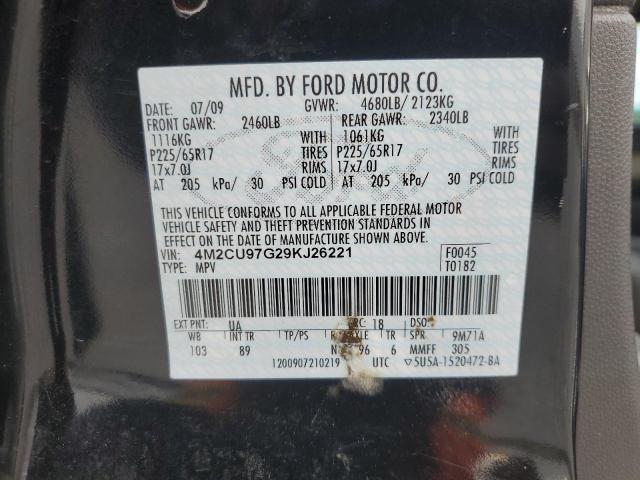 MFD. BY FORD MOTOR CO.
DATE: 07/09 GVWR: 4680LB/ 2123KG
FRONT GAWR: 2460LB REAR GAWR: 2340LB
1116KG WITH 1061KG WITH
P225/65R17 TIRES P225/65R17 TIRES
17x7.0J RIMS 17x7.0J RIMS
AT 205 kPa/ 30 PSI COLD AT 205 kPa/ 30 PSI COLD
THIS VEHICLE CONFORMS TO ALL APPLICABLE FEDERAL MOTOR
VEHICLE SAFETY AND THEFT PREVENTION STANDARDS IN
EFFECT ON THE DATE OF MANUFACTURE SHOWN ABOVE.
VIN: 4M2CU97G29KJ26221 F0045
TYPE: MPV T0182
EXT PNT: UA RC: 18 DSO:
WB INT TR TP/PS R TR SPR 9M71A
103 89 6 MMFF 305
1200907210219 UTC ▽5U5A-1520472-BA